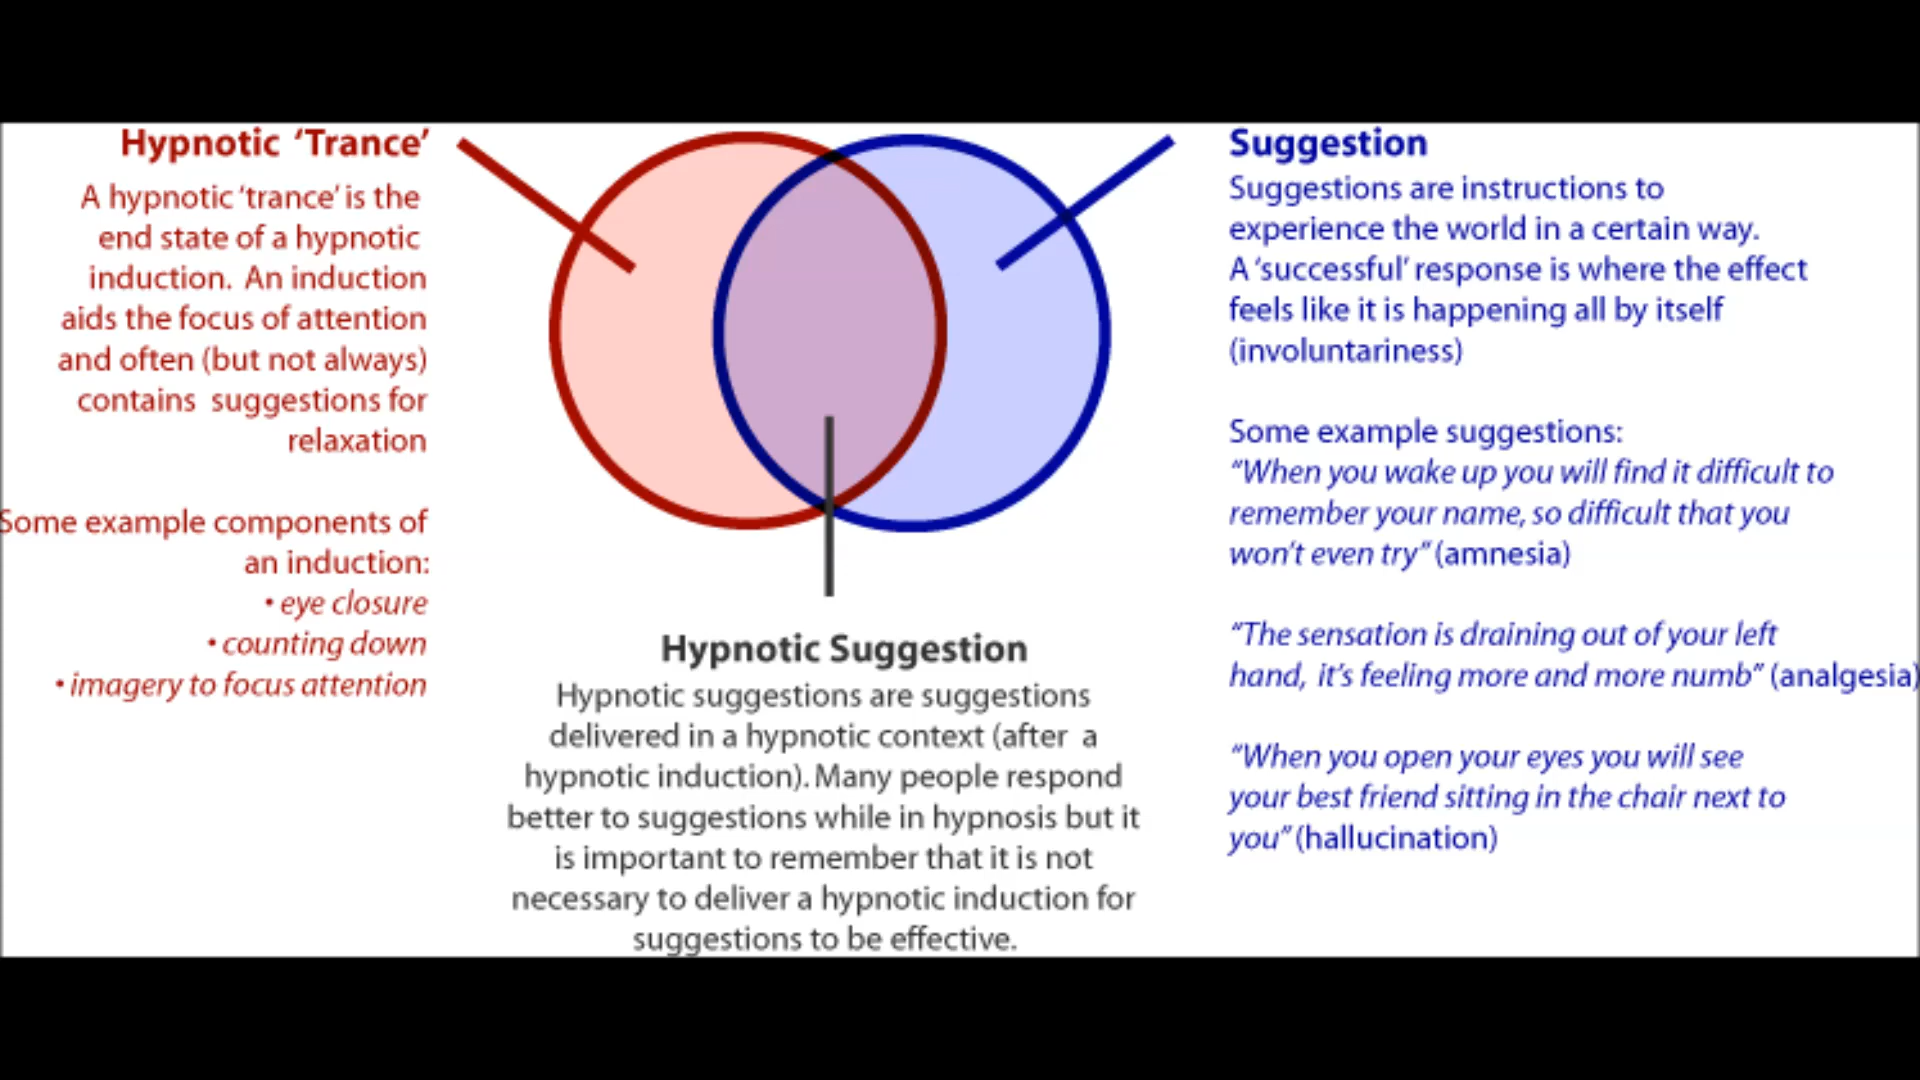 Hypnotic ‘Trance’
A hypnotic ‘trance’ is the
end state of a hypnotic
induction. An induction
aids the focus of attention
and often (but not always)
contains suggestions for
relaxation
Some example components of
an induction:
• eye closure
• counting down
• imagery to focus attention
Hypnotic Suggestion
Hypnotic suggestions are suggestions
delivered in a hypnotic context (after a
hypnotic induction). Many people respond
better to suggestions while in hypnosis but it
is important to remember that it is not
necessary to deliver a hypnotic induction for
suggestions to be effective.
Suggestion
Suggestions are instructions to
experience the world in a certain way.
A ‘successful’ response is where the effect
feels like it is happening all by itself
(involuntariness)
Some example suggestions:
“When you wake up you will find it difficult to
remember your name, so difficult that you
won’t even try” (amnesia)
“The sensation is draining out of your left
hand, it’s feeling more and more numb” (analgesia)
“When you open your eyes you will see
your best friend sitting in the chair next to
you” (hallucination)